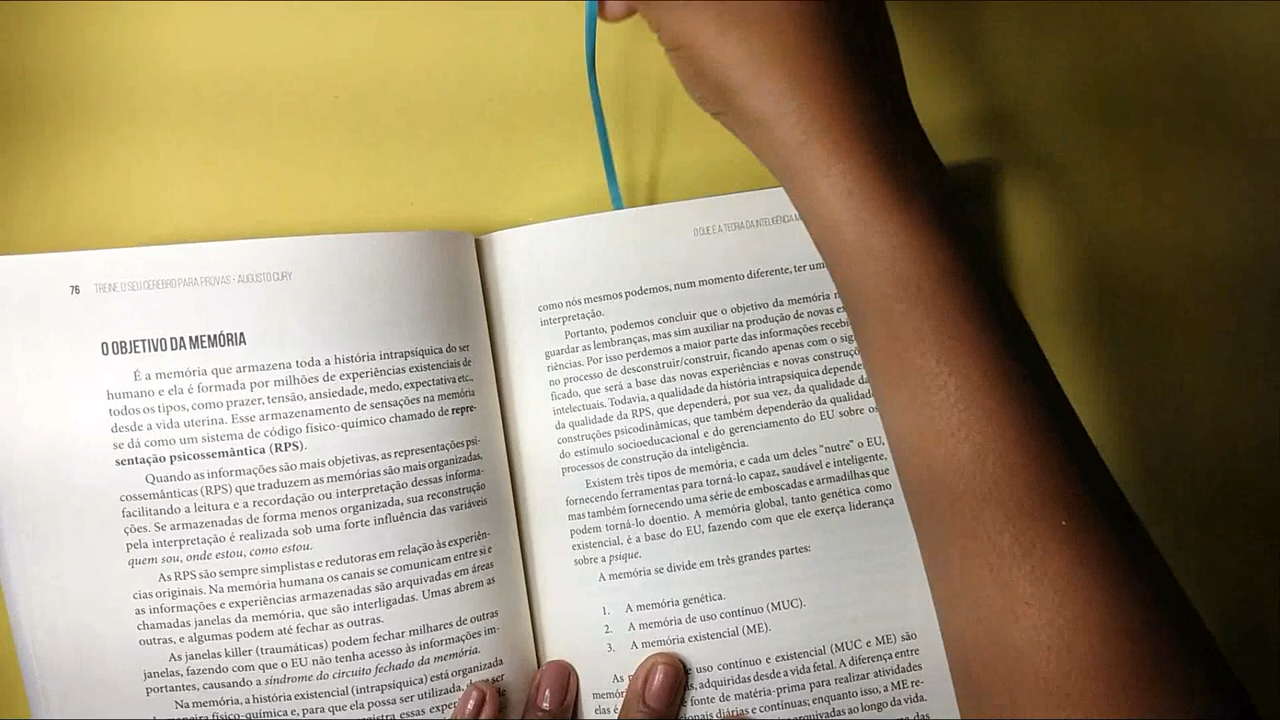 76 TREINE O SEU CÉREBRO PARA PROVAS • AUGUSTO CURY
O OBJETIVO DA MEMÓRIA
É a memória que armazena toda a história intrapsíquica do ser
humano e ela é formada por milhões de experiências existenciais de
todos os tipos, como prazer, tensão, ansiedade, medo, expectativa etc.,
desde a vida uterina. Esse armazenamento de sensações na memória
se dá como um sistema de código físico-químico chamado de repre-
sentação psicossemântica (RPS).
Quando as informações são mais objetivas, as representações psi-
cossemânticas (RPS) que traduzem as memórias são mais organizadas,
facilitando a leitura e a recordação ou interpretação dessas informa-
ções. Se armazenadas de forma menos organizada, sua reconstrução
pela interpretação é realizada sob uma forte influência das variáveis
quem sou, onde estou, como estou.
As RPS são sempre simplistas e redutoras em relação às experiên-
cias originais. Na memória humana os canais se comunicam entre si e
as informações e experiências armazenadas são arquivadas em áreas
chamadas janelas da memória, que são interligadas. Umas abrem as
outras, e algumas podem até fechar as outras.
As janelas killer (traumáticas) podem fechar milhares de outras
janelas, fazendo com que o EU não tenha acesso às informações im-
portantes, causando a síndrome do circuito fechado da memória.
Na memória, a história existencial (intrapsíquica) está organizada
físico-química e, para que ela possa ser utilizada, ser
essas
O QUE É A TEORIA DA INTELIGÊNCIA
como nós mesmos podemos, num momento diferente, ter
interpretação.
Portanto, podemos concluir que o objetivo da memória
guardar as lembranças, mas sim auxiliar na produção de novas
riências. Por isso perdemos a maior parte das informações
no processo de desconstruir/construir, ficando apenas com o
ficado, que será a base das novas experiências e novas
intelectuais. Todavia, a qualidade da história intrapsíquica
da qualidade da RPS, que dependerá, por sua vez, da qualidade
construções psicodinâmicas, que também dependerão da qualidade
do estímulo socioeducacional e do gerenciamento do EU sobre os
processos de construção da inteligência.
Existem três tipos de memória, e cada um deles "nutre" o EU,
fornecendo ferramentas para torná-lo capaz, saudável e inteligente,
mas também fornecendo uma série de emboscadas e armadilhas que
podem torná-lo doentio. A memória global, tanto genética como
existencial, é a base do EU, fazendo com que ele exerça liderança
sobre a psique.
A memória se divide em três grandes partes:
1. A memória genética.
2. A memória de uso contínuo (MUC).
3. A memória existencial (ME).
As uso contínuo e existencial (MUC e ME) são
adquiridas desde a vida fetal. A diferença entre
elas é fonte de matéria-prima para realizar atividades
diárias e contínuas; enquanto isso, a ME
ao longo da vida.